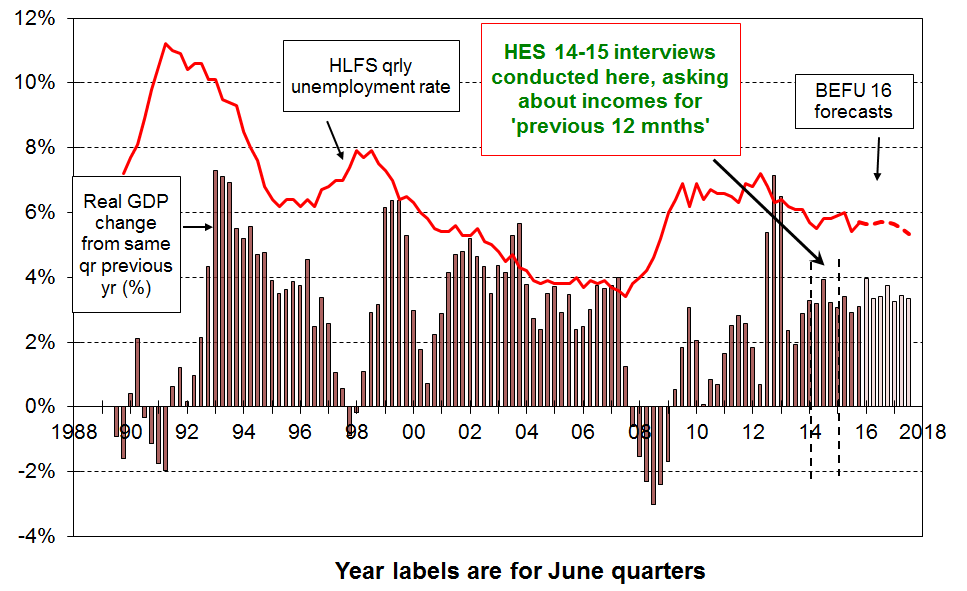 12%
10%
8%
6%
4%
2%
0%
-2%
-4%
HLFS qrly
unemployment rate
HES 14-15 interviews
conducted here, asking
about incomes for
'previous 12 mnths'
BEFU 16
forecasts
Real GDP
change
from same
qr previous
yr (%)
1988 90 92 94 96 98 00 02 04 06 08 10 12 14 16 2018
Year labels are for June quarters